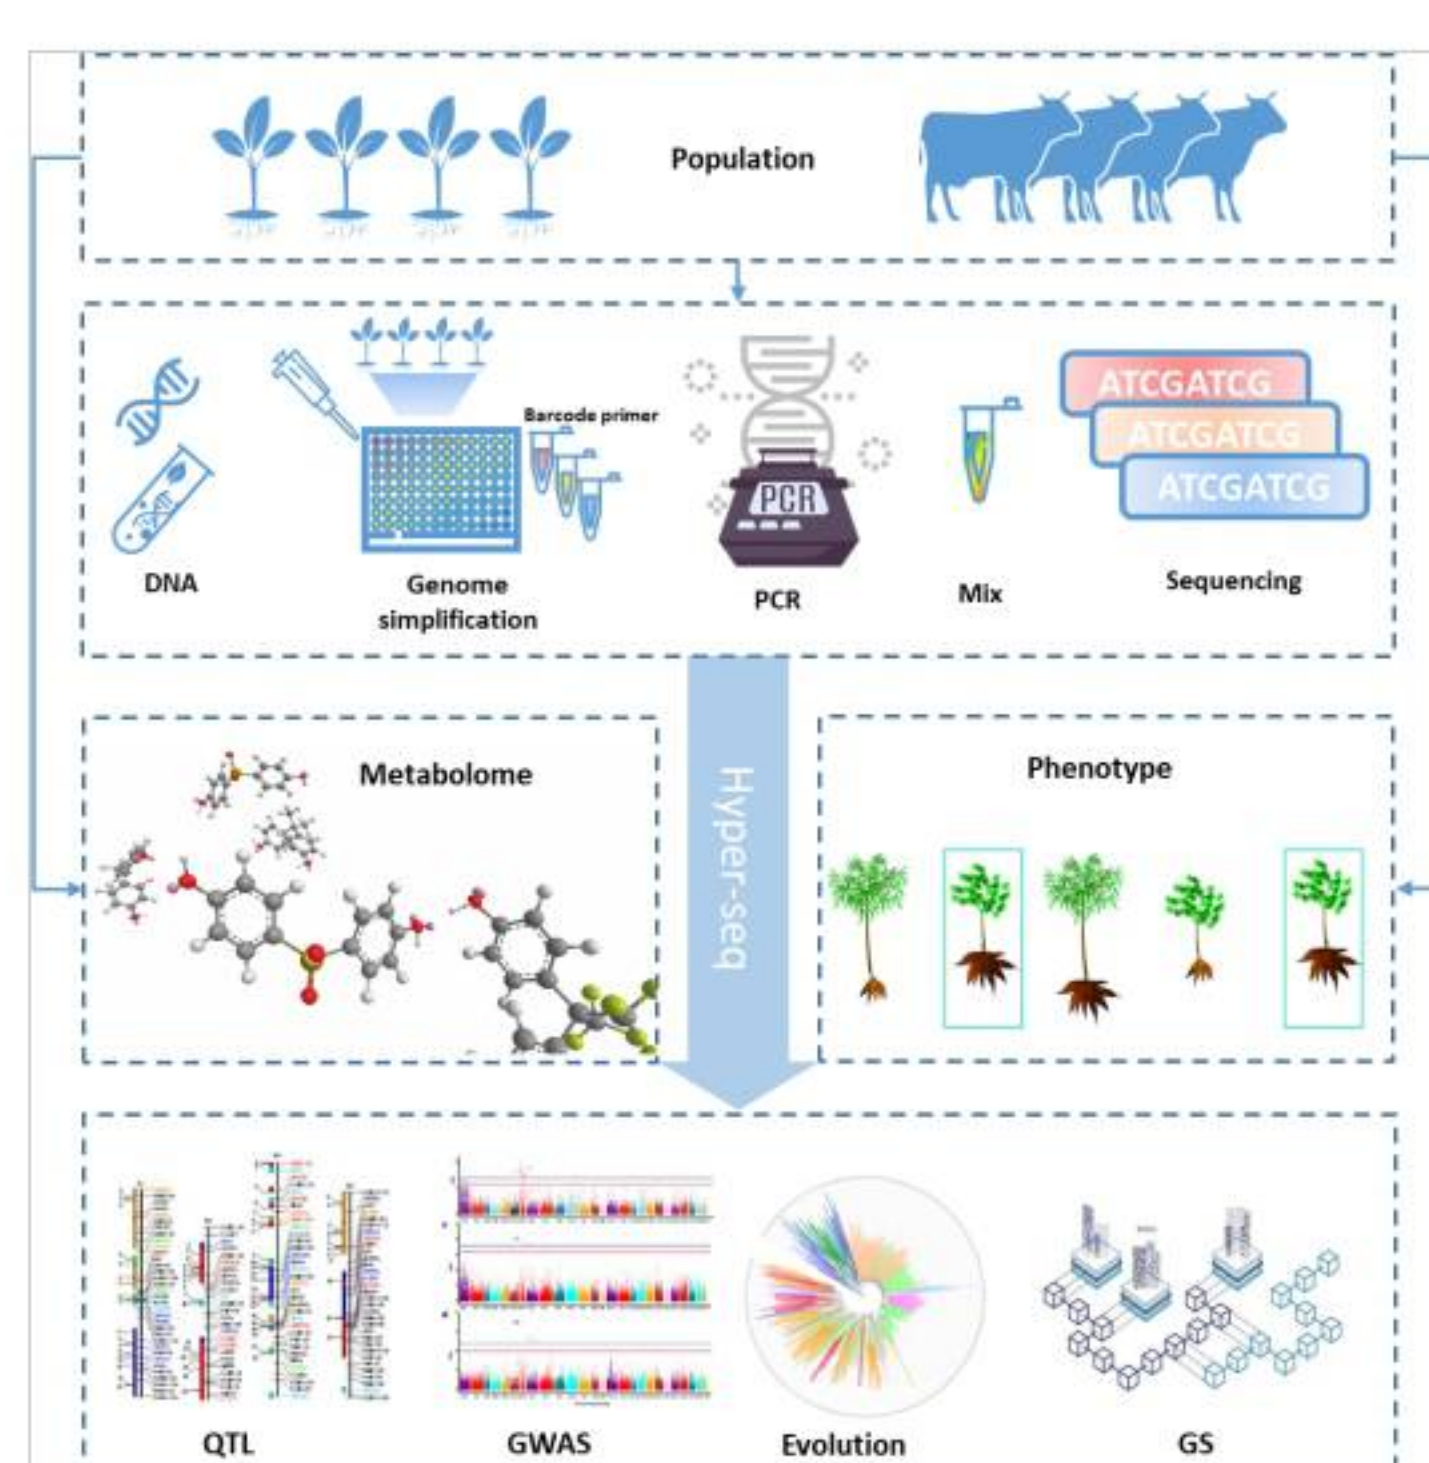 Population
Barcode primer
ATCGATCG
ATCGATCG
ATCGATCG
PCR
DNA
Genome
simplification
PCR
Mix
Sequencing
Metabolome
Phenotype
Hyper-seq
QTL
GWAS
Evolution
GS